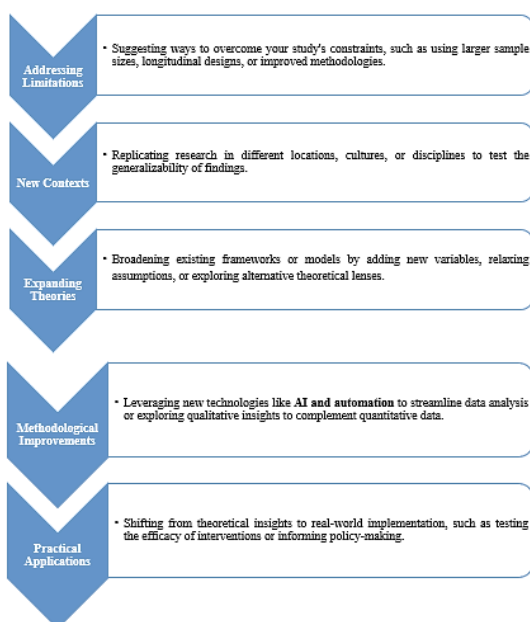 Addressing
Limitations
• Suggesting ways to overcome your study's constraints, such as using larger sample
sizes, longitudinal designs, or improved methodologies.
New Contexts
• Replicating research in different locations, cultures, or disciplines to test the
generalizability of findings.
Expanding
Theories
• Broadening existing frameworks or models by adding new variables, relaxing
assumptions, or exploring alternative theoretical lenses.
Methodological
Improvements
• Leveraging new technologies like AI and automation to streamline data analysis
or exploring qualitative insights to complement quantitative data.
Practical
Applications
• Shifting from theoretical insights to real-world implementation, such as testing
the efficacy of interventions or informing policy-making.